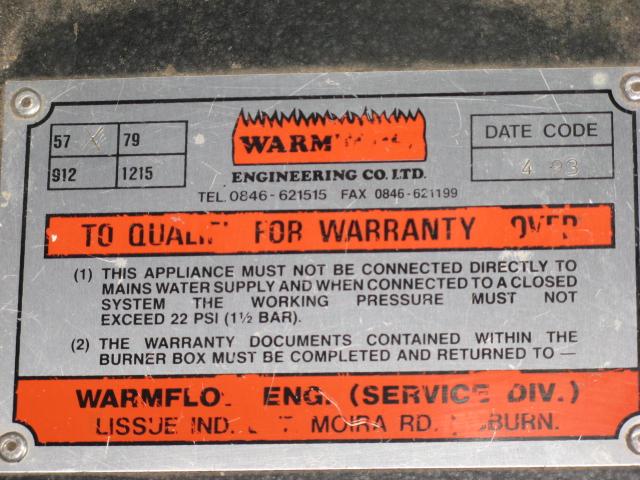 57 79
912 1215
WARM
ENGINEERING CO. LTD.
TEL. 0846-621515 FAX 0846-621199
DATE CODE
4 93
TO QUALI FOR WARRANTY OVER
(1) THIS APPLIANCE MUST NOT BE CONNECTED DIRECTLY TO
MAINS WATER SUPPLY AND WHEN CONNECTED TO A CLOSED
SYSTEM THE WORKING PRESSURE MUST NOT
EXCEED 22 PSI (1½ BAR).
(2) THE WARRANTY DOCUMENTS CONTAINED WITHIN THE
BURNER BOX MUST BE COMPLETED AND RETURNED TO —
WARMFLO ENG. (SERVICE DIV.)
LISSUE IND. MOIRA RD. BURN.